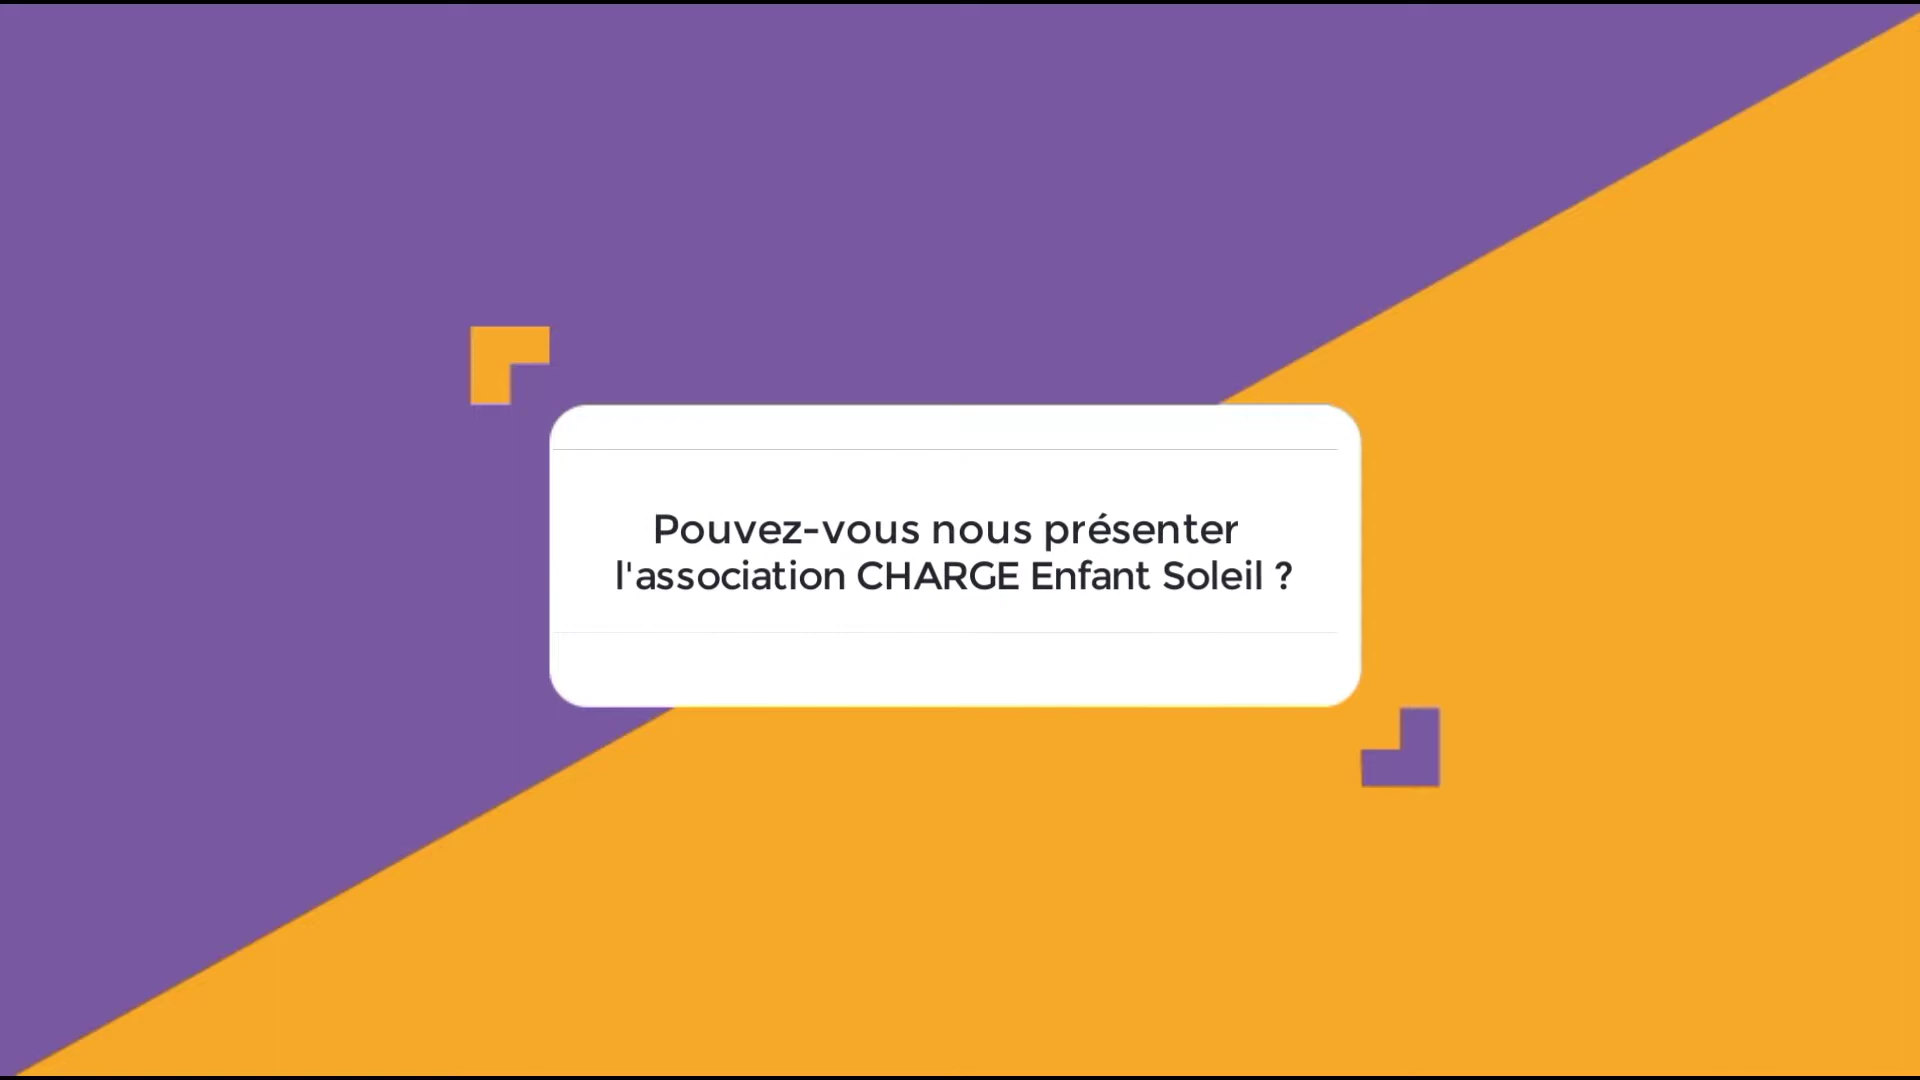 Pouvez-vous nous présenter
l'association CHARGE Enfant Soleil ?